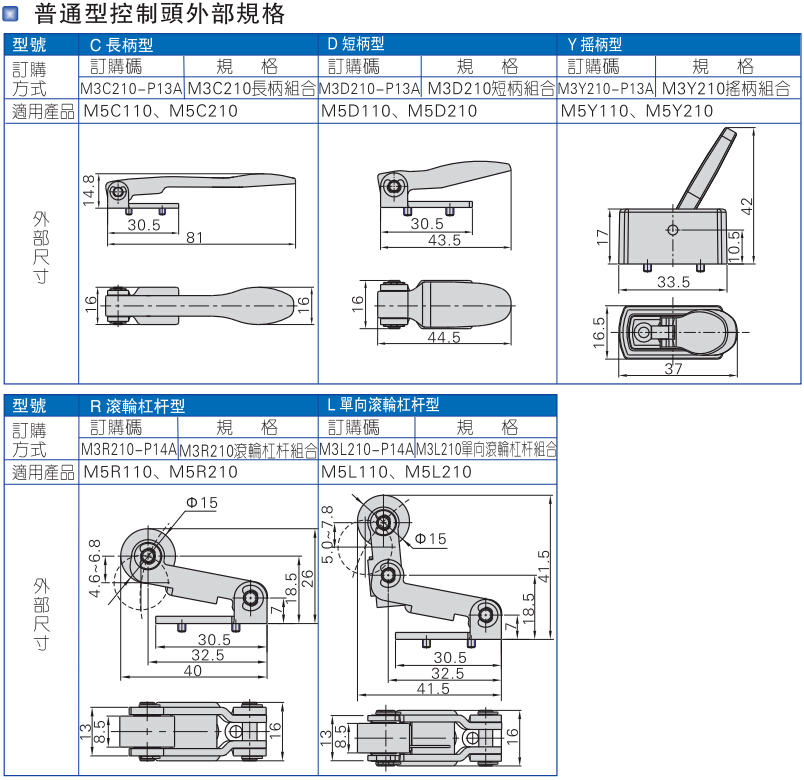 普通型控制頭外部規格
型號 C 長柄型 D 短柄型 Y 摇柄型
訂購方式 訂購碼 規 格 訂購碼 規 格 訂購碼 規 格
M3C210-P13A M3C210長柄組合 M3D210-P13A M3D210短柄組合 M3Y210-P13A M3Y210搖柄組合
適用產品 M5C110、M5C210 M5D110、M5D210 M5Y110、M5Y210
外部尺寸
14.8
30.5
81
16
16
30.5
43.5
16
44.5
42
17
10.5
33.5
16.5
37
型號 R 滚輪杠杆型 L 單向滚輪杠杆型
訂購方式 訂購碼 規 格 訂購碼 規 格
M3R210-P14A M3R210滾輪杠杆組合 M3L210-P14A M3L210單向滾輪杠杆組合
適用產品 M5R110、M5R210 M5L110、M5L210
外部尺寸
Φ15
4.6~6.8
7
18.5
26
30.5
32.5
40
13
8.5
16
5.0~7.8
Φ15
7
18.5
41.5
30.5
32.5
41.5
13
8.5
16